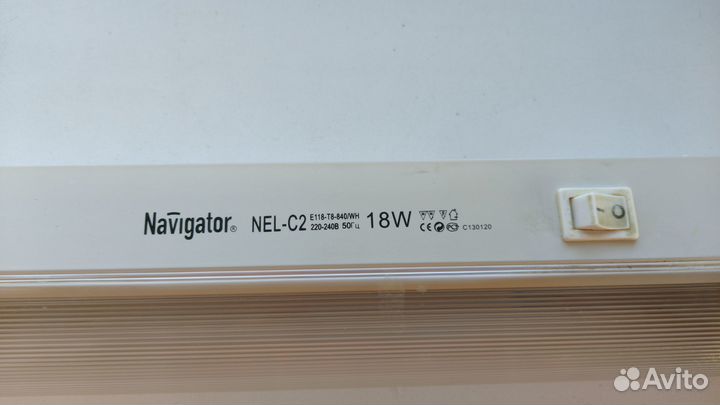 Navigator®
NEL-C2 E118-T8-840/WH
220-240В 50Гц
18W
C130120
Avito